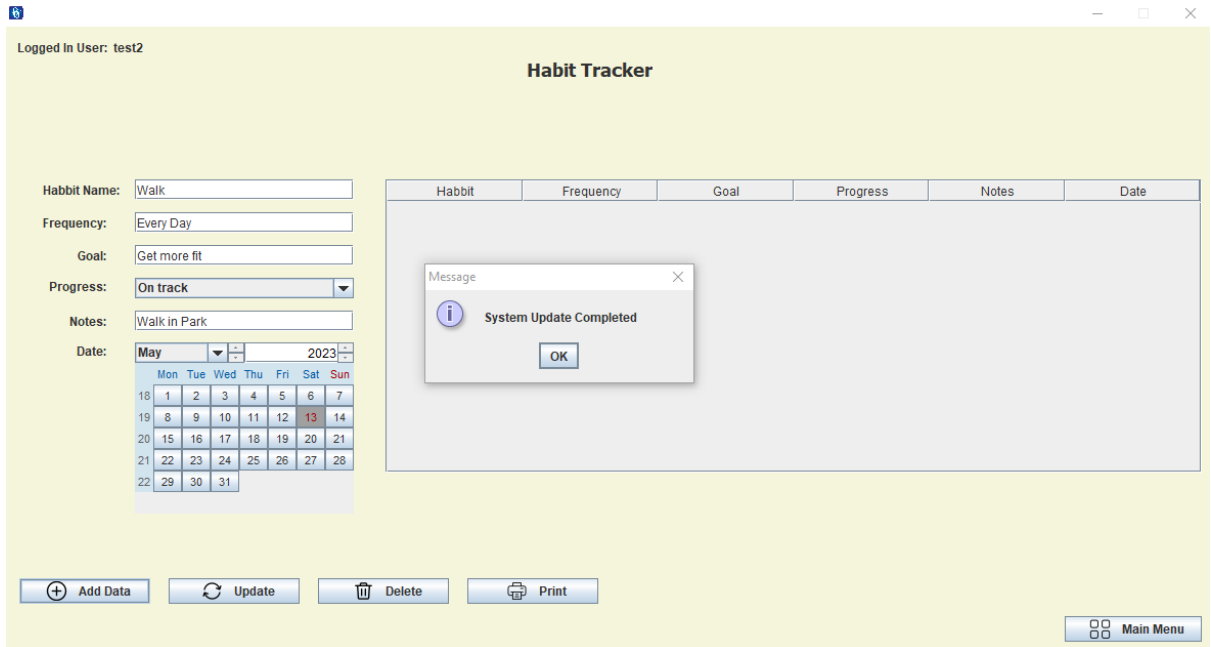 Logged In User: test2
Habit Tracker
Habbit Name: Walk
Frequency: Every Day
Goal: Get more fit
Progress: On track
Notes: Walk in Park
Date: May 2023
Mon Tue Wed Thu Fri Sat Sun
18 1 2 3 4 5 6 7
19 8 9 10 11 12 13 14
20 15 16 17 18 19 20 21
21 22 23 24 25 26 27 28
22 29 30 31
Habbit Frequency Goal Progress Notes Date
Message
System Update Completed
OK
Add Data Update Delete Print
Main Menu